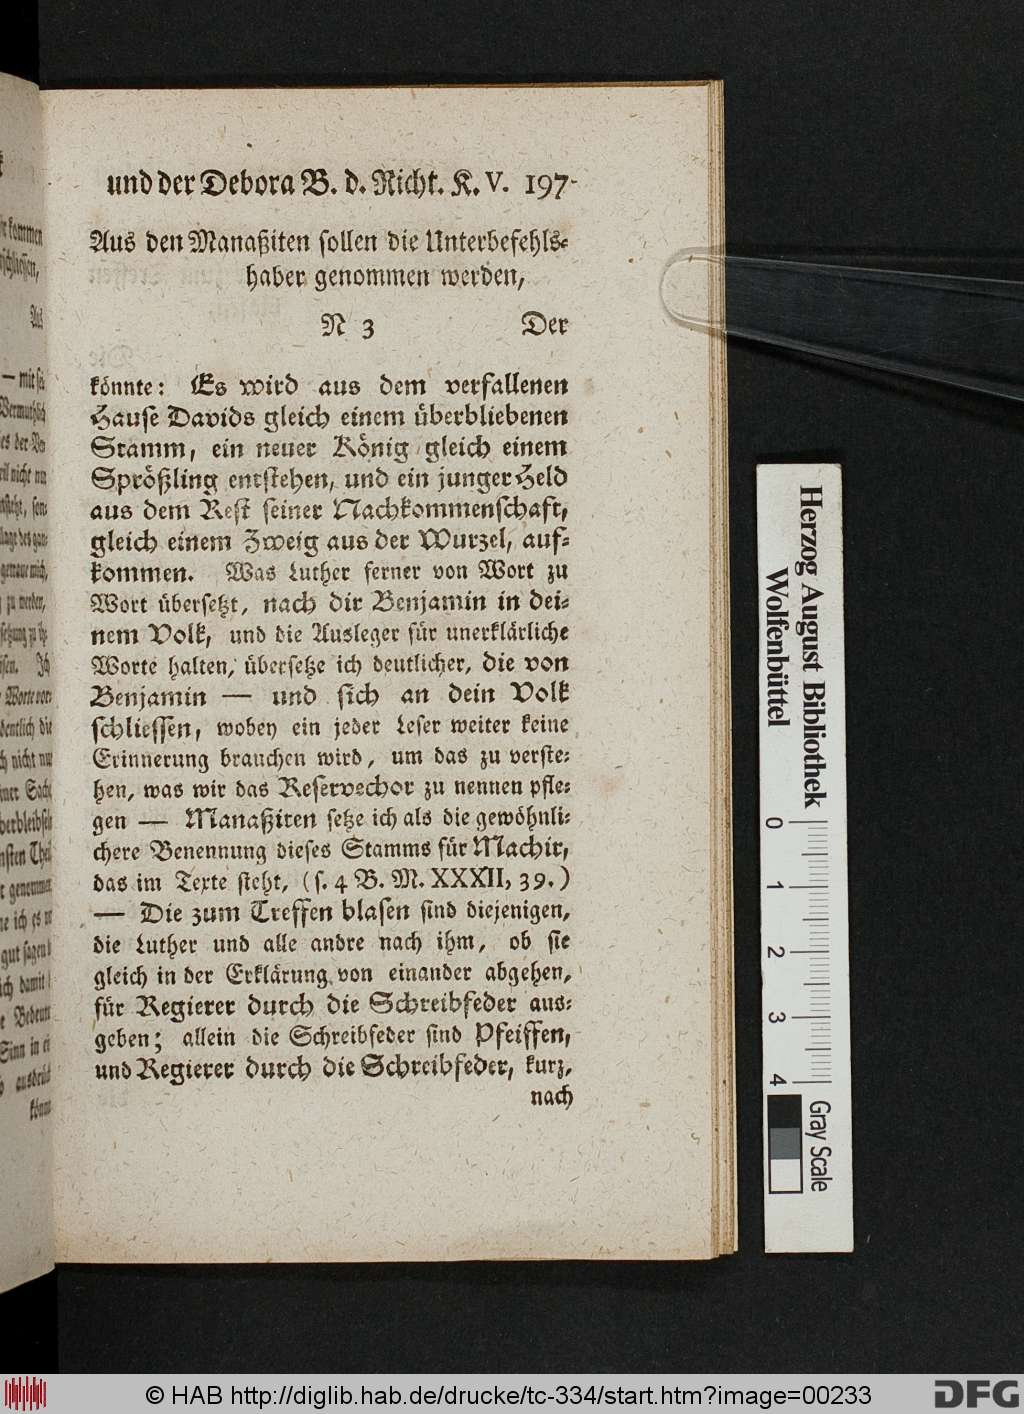 und der Debora B. d. Richt. K. V. 197
Aus den Manaßiten sollen die Unterbefehls-
haber genommen werden,
N 3 Der
könnte: Es wird aus dem verfallenen
Hause Davids gleich einem überbliebenen
Stamm, ein neuer König gleich einem
Sprößling entstehen, und ein junger Held
aus dem Rest seiner Nachkommenschaft,
gleich einem Zweig aus der Wurzel, auf-
kommen. Was Luther ferner von Wort zu
Wort übersetzt, nach dir Benjamin in dei-
nem Volk, und die Ausleger für unerklärliche
Worte halten, übersetze ich deutlicher, die von
Benjamin — und sich an dein Volk
schliessen, wobey ein jeder Leser weiter keine
Erinnerung brauchen wird, um das zu verste-
hen, was wir das Reservechor zu nennen pfle-
gen — Manaßiten setze ich als die gewöhnli-
chere Benennung dieses Stamms für Machir,
das im Texte steht, (s. 4 B. M. XXXII, 39.)
— Die zum Treffen blasen sind diejenigen,
die Luther und alle andre nach ihm, ob sie
gleich in der Erklärung von einander abgehen,
für Regierer durch die Schreibfeder aus-
geben; allein die Schreibfeder sind Pfeiffen,
und Regierer durch die Schreibfeder, kurz,
nach
Herzog August Bibliothek
Wolfenbüttel
0 1 2 3 4
Gray Scale
© HAB http://diglib.hab.de/drucke/tc-334/start.htm?image=00233
DFG